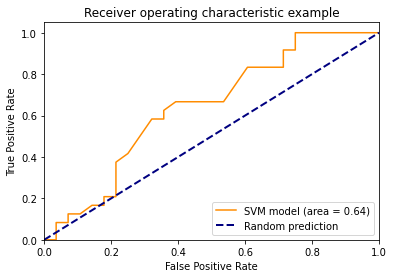 Receiver operating characteristic example
True Positive Rate
1.0
0.8
0.6
0.4
0.2
0.0
SVM model (area = 0.64)
Random prediction
0.0 0.2 0.4 0.6 0.8 1.0
False Positive Rate